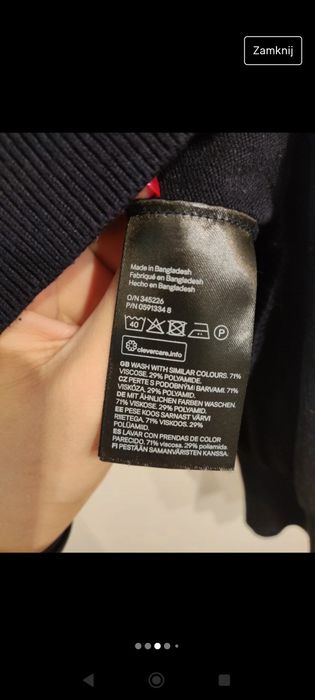 Zamknij
Made in Bangladesh
Fabriqué en Bangladesh
Hecho en Bangladesh
O/N 345226
P/N 0591334 8
40
P
clevercare.info
GB WASH WITH SIMILAR COLOURS. 71%
VISCOSE. 29% POLYAMIDE.
CZ PERTE S PODOBNÝMI BARVAMI. 71%
VISKÓZA. 29% POLYAMID.
DE MIT ÄHNLICHEN FARBEN WASCHEN.
71% VISKOSE. 29% POLYAMID.
EE PESE KOOS SARNAST VÄRVI
RIIETEGA. 71% VISKOOS. 29%
POLÜAMIID.
ES LAVAR CON PRENDAS DE COLOR
PARECIDO. 71% viscosa. 29% poliamida.
FI PESTÄÄN SAMANVÄRISTEN KANSSA.